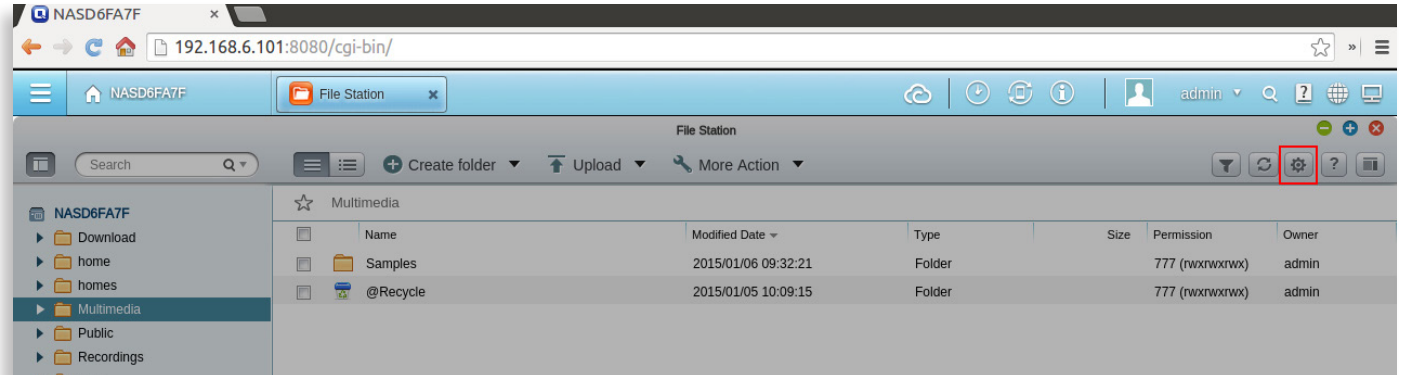 NASD6FA7F ×
192.168.6.101:8080/cgi-bin/ »
NASD6FA7F File Station × admin ?
File Station
Search Create folder Upload More Action ?
NASD6FA7F
Download
home
homes
Multimedia
Public
Recordings
Multimedia
Name Modified Date Type Size Permission Owner
Samples 2015/01/06 09:32:21 Folder 777 (rwxrwxrwx) admin
@Recycle 2015/01/05 10:09:15 Folder 777 (rwxrwxrwx) admin